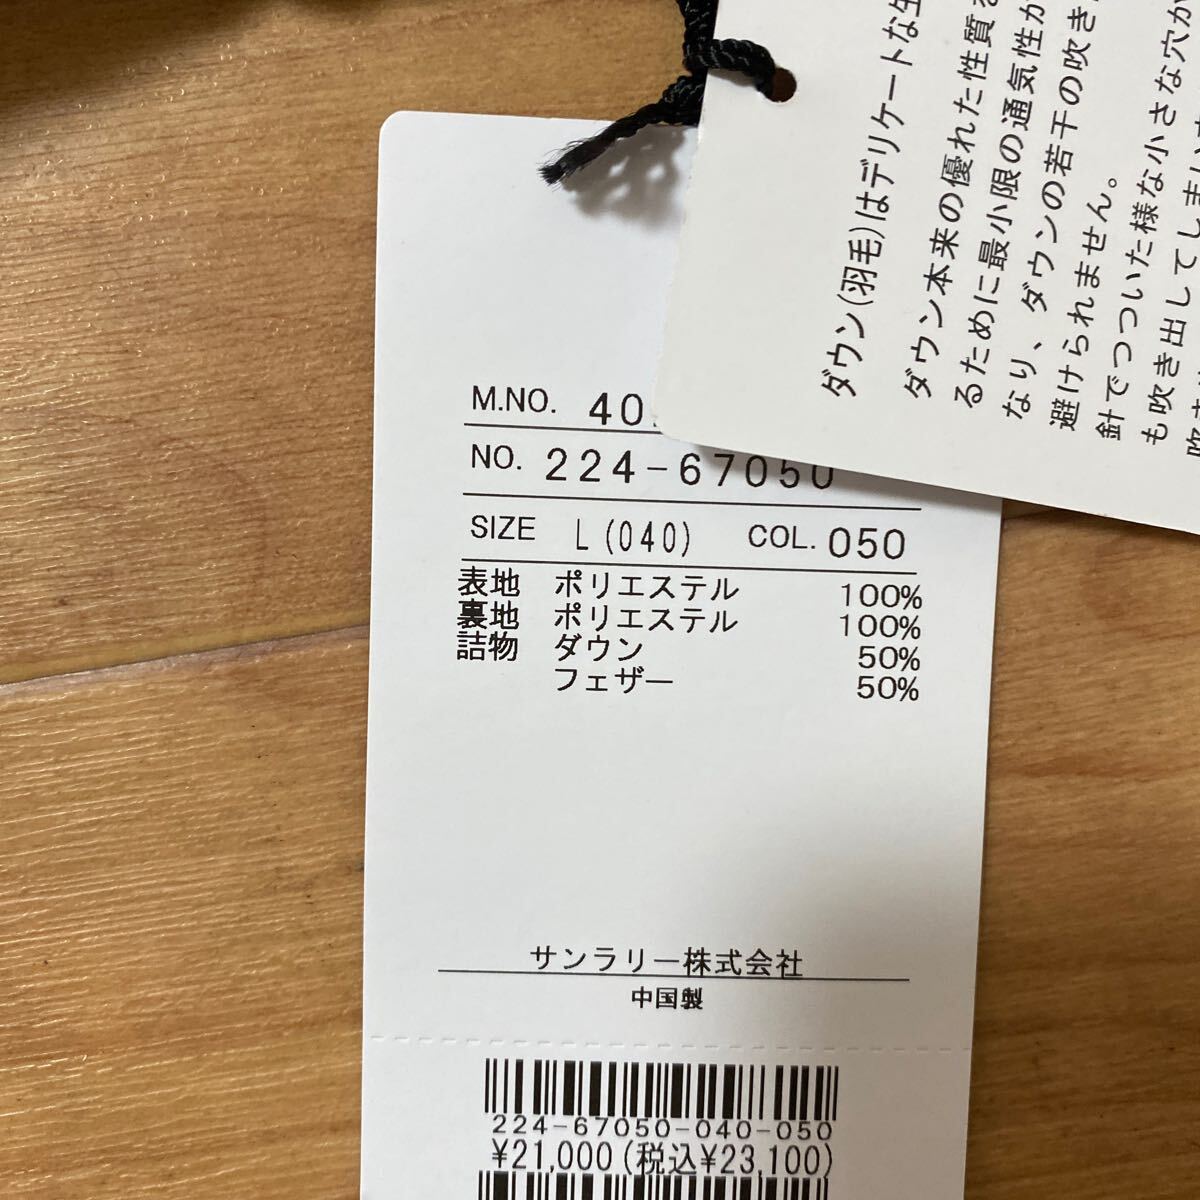 ダウン(羽毛)はデリケートな生
ダウン本来の優れた性質を
るために最小限の通気性が
なり、ダウンの若干の吹き
避けられません。
針でつついた様な小さな穴か
も吹き出してしまい
M.NO. 40
NO. 224-67050
SIZE L(040) COL. 050
表地 ポリエステル 100%
裏地 ポリエステル 100%
詰物 ダウン 50%
フェザー 50%
サンラリー株式会社
中国製
224-67050-040-050
¥21,000(税込¥23,100)